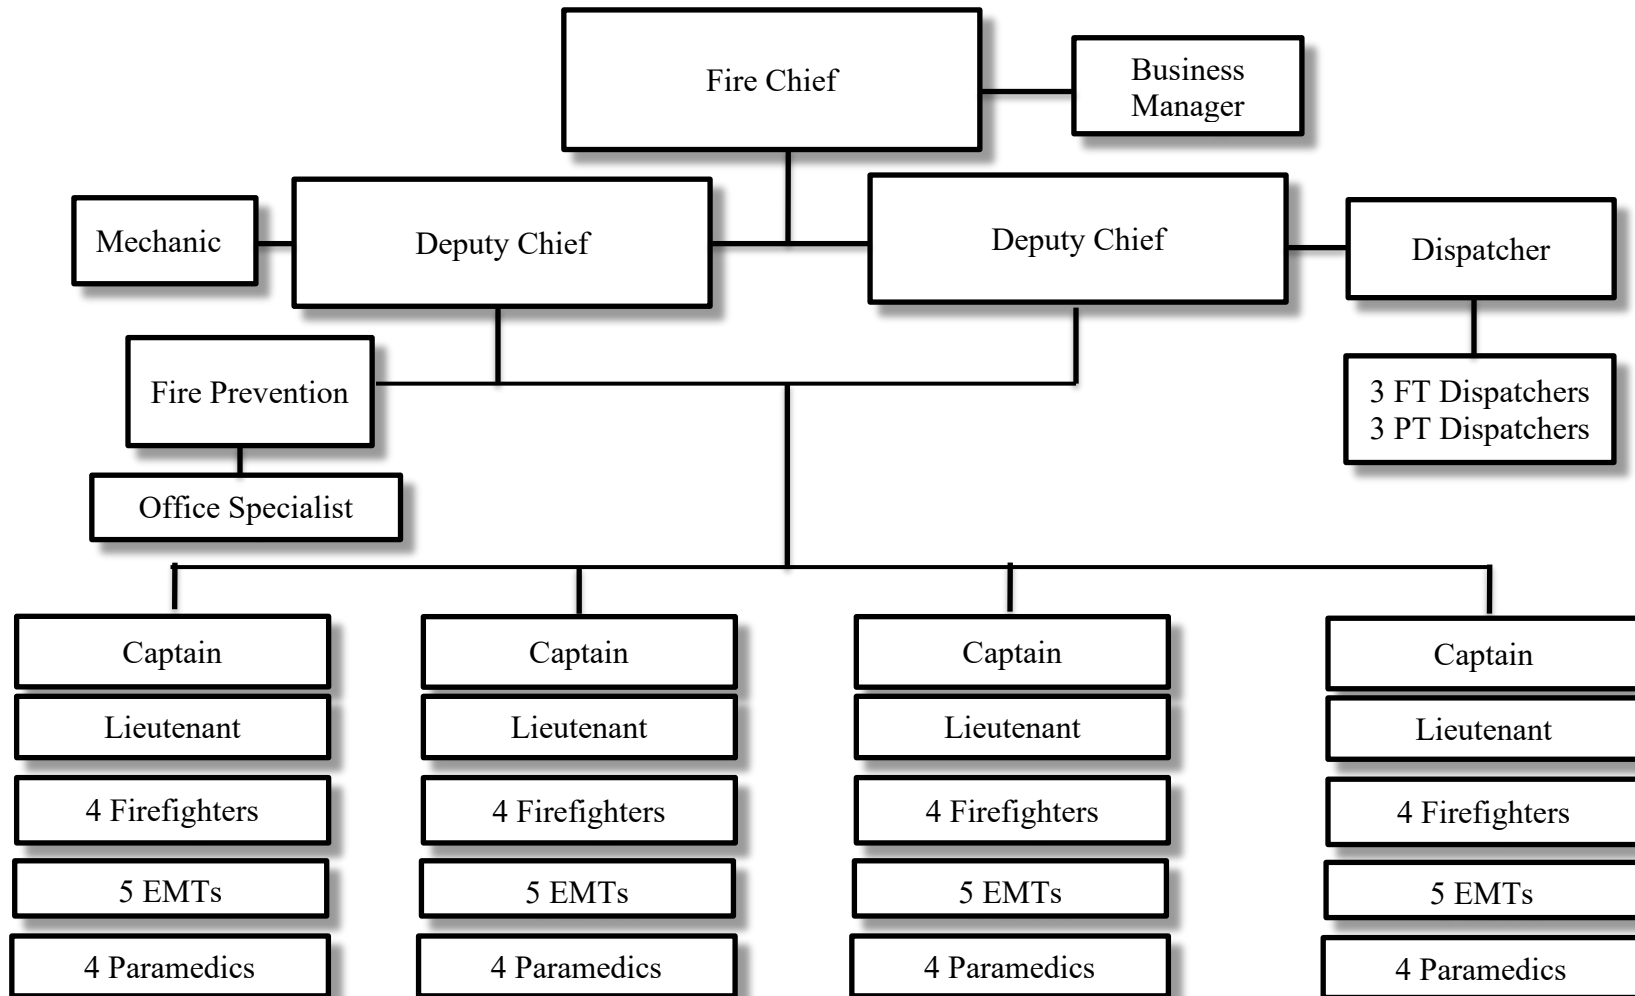 Fire Chief
Business
Manager
Mechanic
Deputy Chief
Deputy Chief
Dispatcher
Fire Prevention
3 FT Dispatchers
3 PT Dispatchers
Office Specialist
Captain
Captain
Captain
Captain
Lieutenant
Lieutenant
Lieutenant
Lieutenant
4 Firefighters
4 Firefighters
4 Firefighters
4 Firefighters
5 EMTs
5 EMTs
5 EMTs
5 EMTs
4 Paramedics
4 Paramedics
4 Paramedics
4 Paramedics